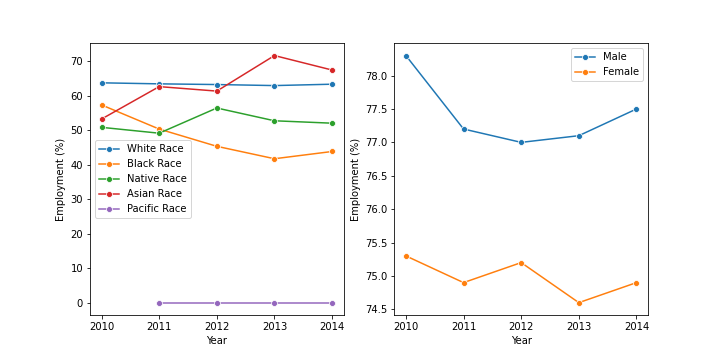 Employment (%)
70
60
50
40
30
20
10
0
White Race
Black Race
Native Race
Asian Race
Pacific Race
2010 2011 2012 2013 2014
Year
Employment (%)
78.0
77.5
77.0
76.5
76.0
75.5
75.0
74.5
Male
Female
2010 2011 2012 2013 2014
Year